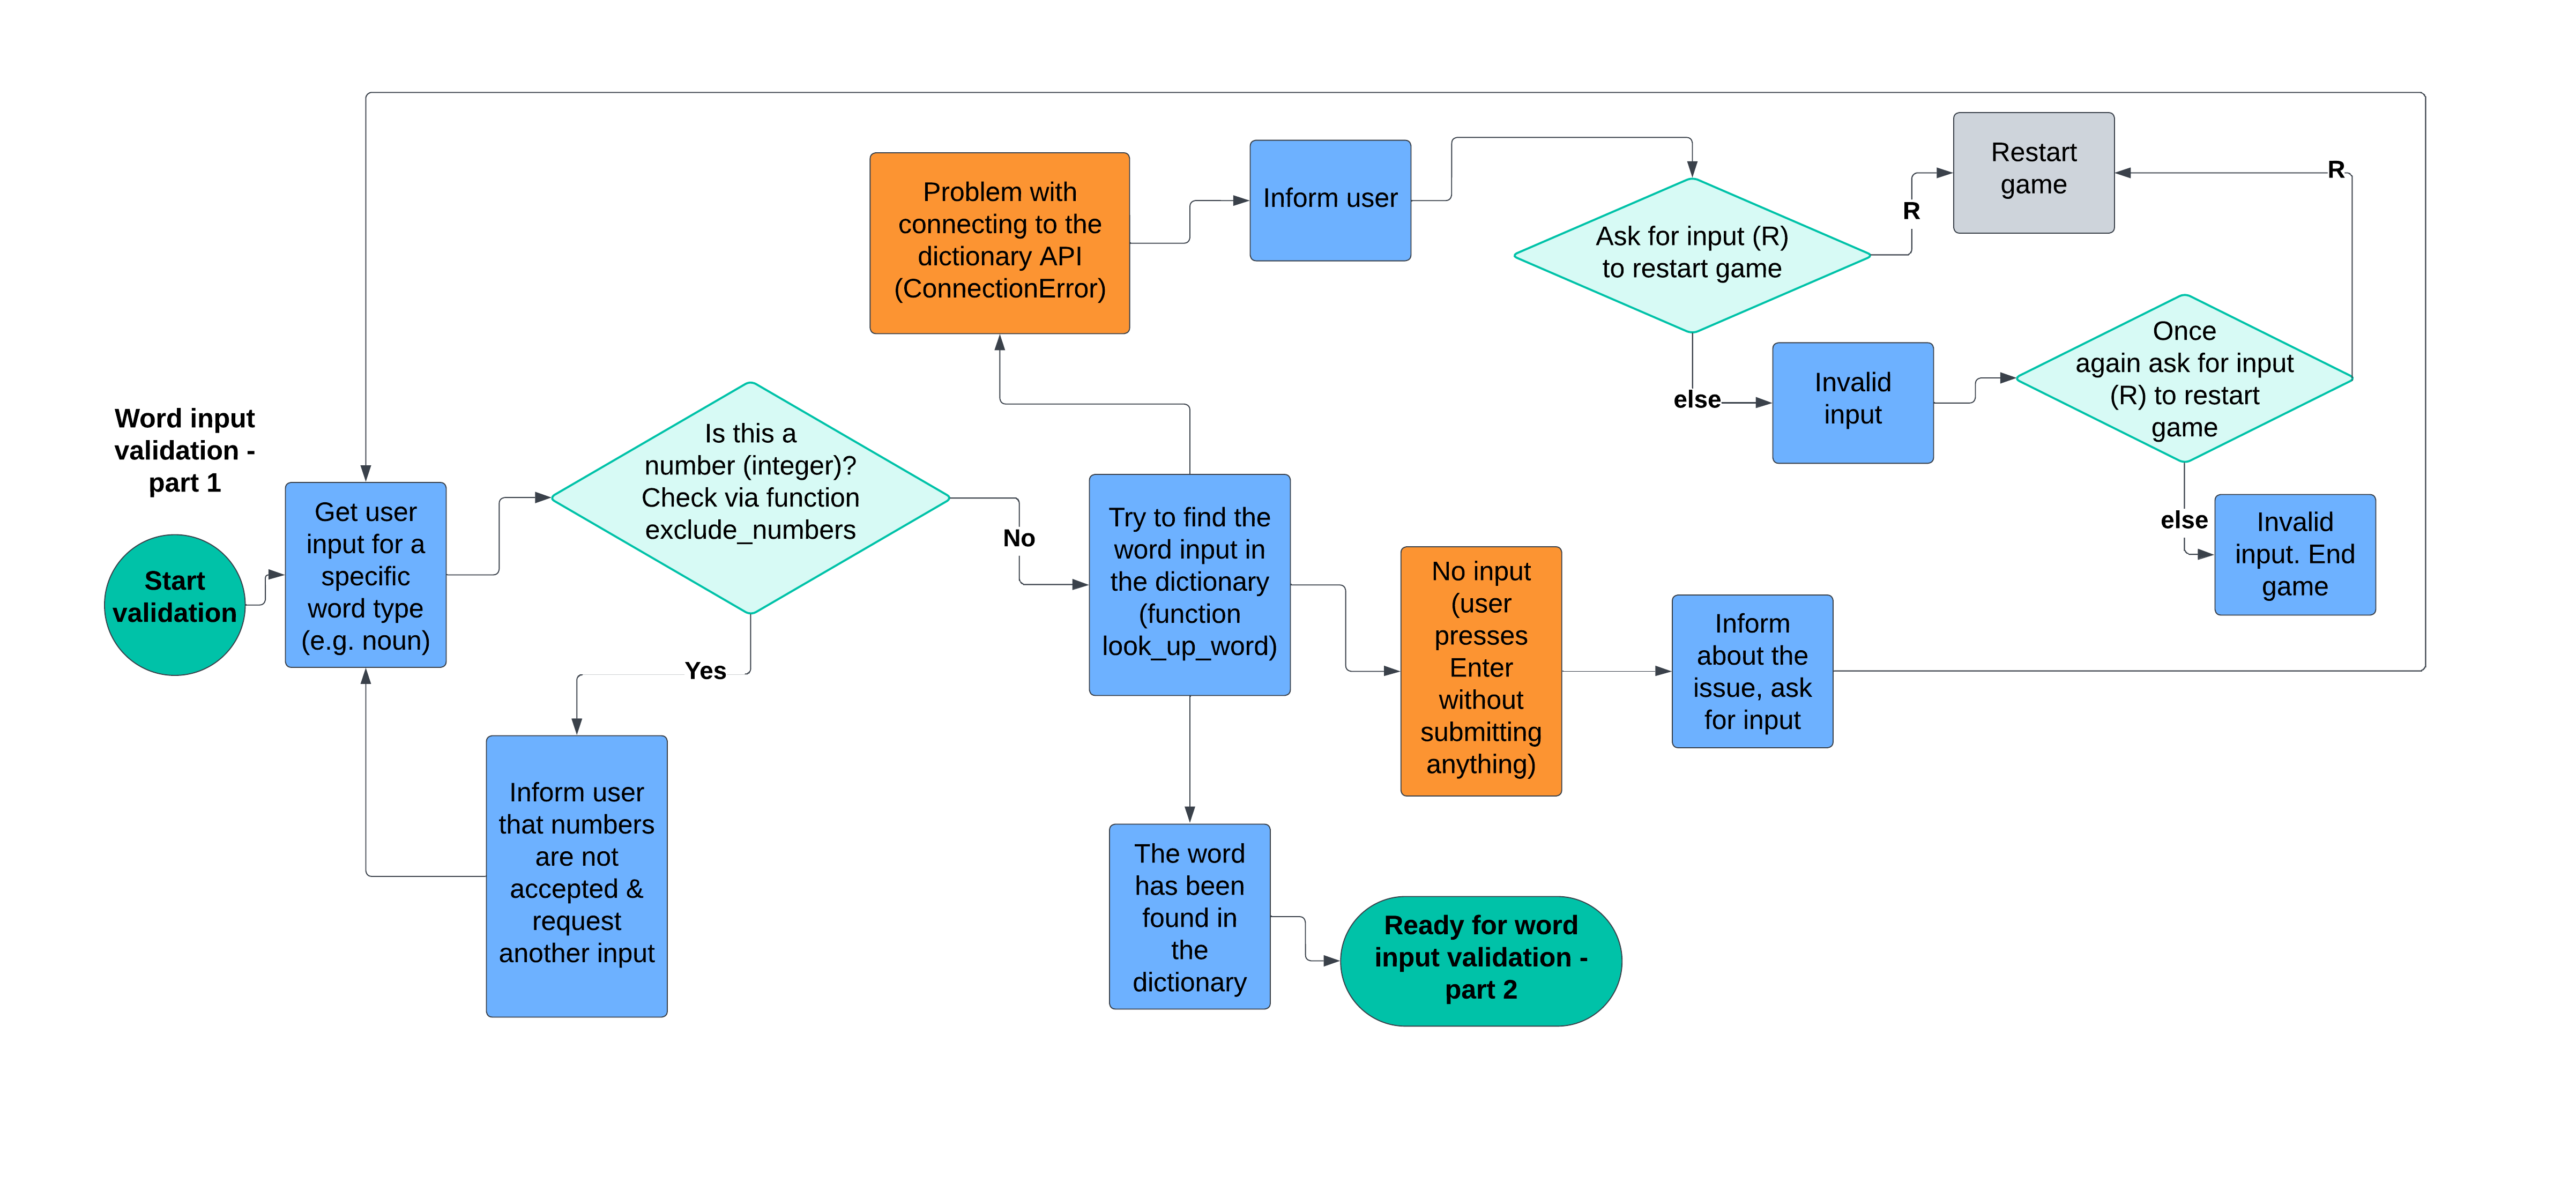 Word input
validation -
part 1
Start
validation
Get user
input for a
specific
word type
(e.g. noun)
Is this a
number (integer)?
Check via function
exclude_numbers
Yes
Inform user
that numbers
are not
accepted &
request
another input
No
Try to find the
word input in
the dictionary
(function
look_up_word)
Problem with
connecting to the
dictionary API
(ConnectionError)
Inform user
Ask for input (R)
to restart game
R
Restart
game
else
Invalid
input
Once
again ask for input
(R) to restart
game
R
else
Invalid
input. End
game
No input
(user
presses
Enter
without
submitting
anything)
Inform
about the
issue, ask
for input
The word
has been
found in
the
dictionary
Ready for word
input validation -
part 2